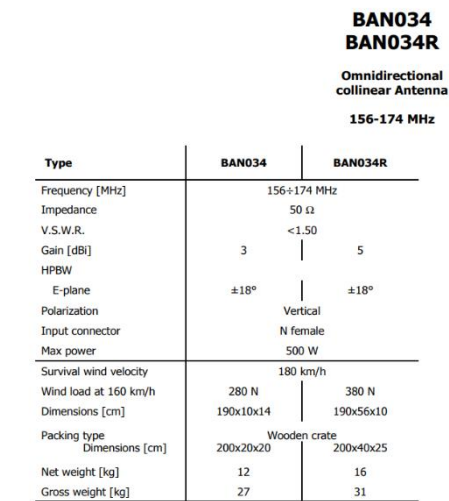 BAN034
BAN034R
Omnidirectional
collinear Antenna
156-174 MHz
Type BAN034 BAN034R
Frequency [MHz] 156÷174 MHz
Impedance 50 Ω
V.S.W.R. <1.50
Gain [dBi] 3 5
HPBW
E-plane ±18° ±18°
Polarization Vertical
Input connector N female
Max power 500 W
Survival wind velocity 180 km/h
Wind load at 160 km/h 280 N 380 N
Dimensions [cm] 190x10x14 190x56x10
Packing type Wooden crate
Dimensions [cm] 200x20x20 200x40x25
Net weight [kg] 12 16
Gross weight [kg] 27 31